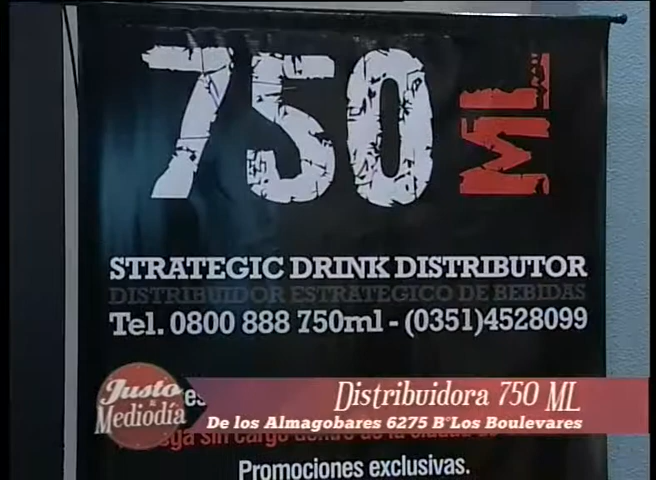 750 ML
STRATEGIC DRINK DISTRIBUTOR
DISTRIBUIDOR ESTRATEGICO DE BEBIDAS
Tel. 0800 888 750ml - (0351)4528099
Justo
Mediodía
Distribuidora 750 ML
De los Almagobares 6275 B°Los Boulevares
Promociones exclusivas.